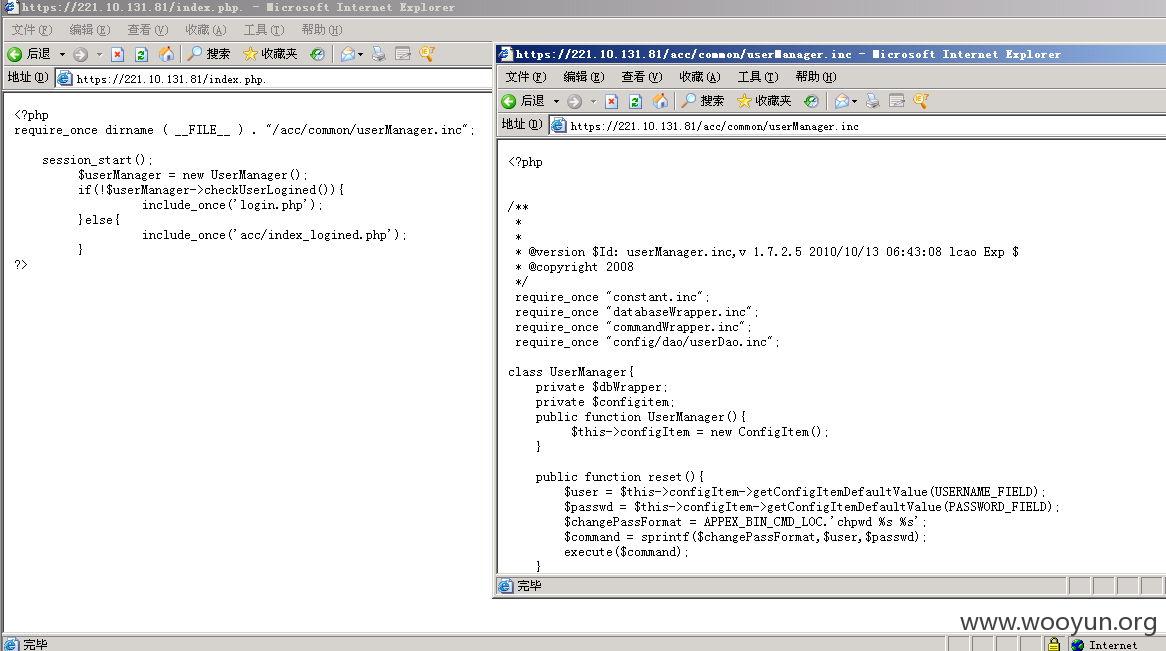 https://221.10.131.81/index.php. - Microsoft Internet Explorer
文件(F) 编辑(E) 查看(V) 收藏(A) 工具(T) 帮助(H)
后退 搜索 收藏夹
地址(D) https://221.10.131.81/index.php.
<?php
require_once dirname ( __FILE__ ) . "/acc/common/userManager.inc";
session_start();
$userManager = new UserManager();
if(!$userManager->checkUserLogined()){
include_once('login.php');
}else{
include_once('acc/index_logined.php');
}
?>
完毕
Internet
https://221.10.131.81/acc/common/userManager.inc - Microsoft Internet Explorer
文件(F) 编辑(E) 查看(V) 收藏(A) 工具(T) 帮助(H)
后退 搜索 收藏夹
地址(D) https://221.10.131.81/acc/common/userManager.inc
<?php
/**
*
*
* @version $Id: userManager.inc,v 1.7.2.5 2010/10/13 06:43:08 lcao Exp $
* @copyright 2008
*/
require_once "constant.inc";
require_once "databaseWrapper.inc";
require_once "commandWrapper.inc";
require_once "config/dao/userDao.inc";
class UserManager{
private $dbWrapper;
private $configitem;
public function UserManager(){
$this->configItem = new ConfigItem();
}
public function reset(){
$user = $this->configItem->getConfigItemDefaultValue(USERNAME_FIELD);
$passwd = $this->configItem->getConfigItemDefaultValue(PASSWORD_FIELD);
$changePassFormat = APPEX_BIN_CMD_LOC.'chpwd %s %s';
$command = sprintf($changePassFormat,$user,$passwd);
execute($command);
}
完毕
www.wooyun.org